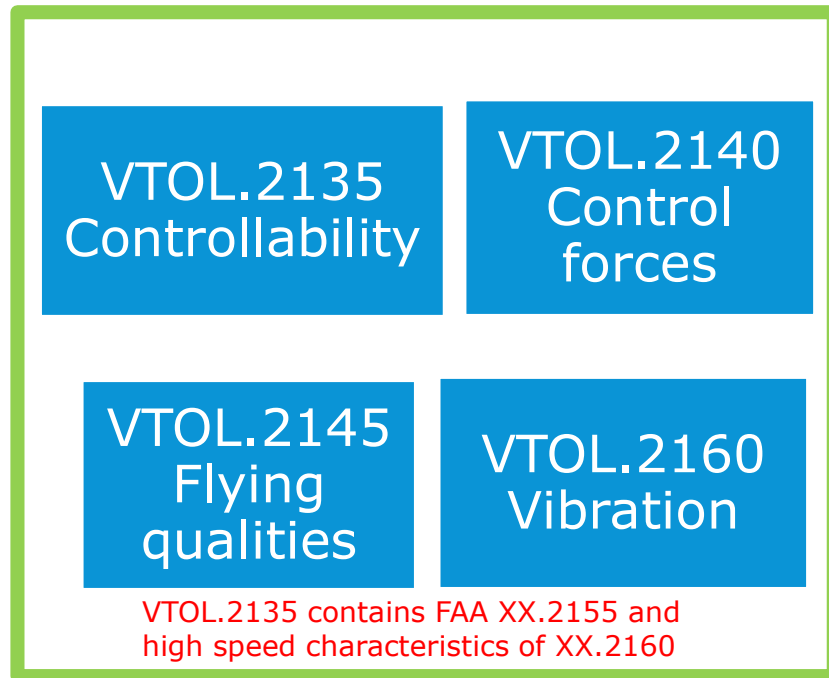 VTOL.2135
Controllability
VTOL.2140
Control
forces
VTOL.2145
Flying
qualities
VTOL.2160
Vibration
VTOL.2135 contains FAA XX.2155 and
high speed characteristics of XX.2160